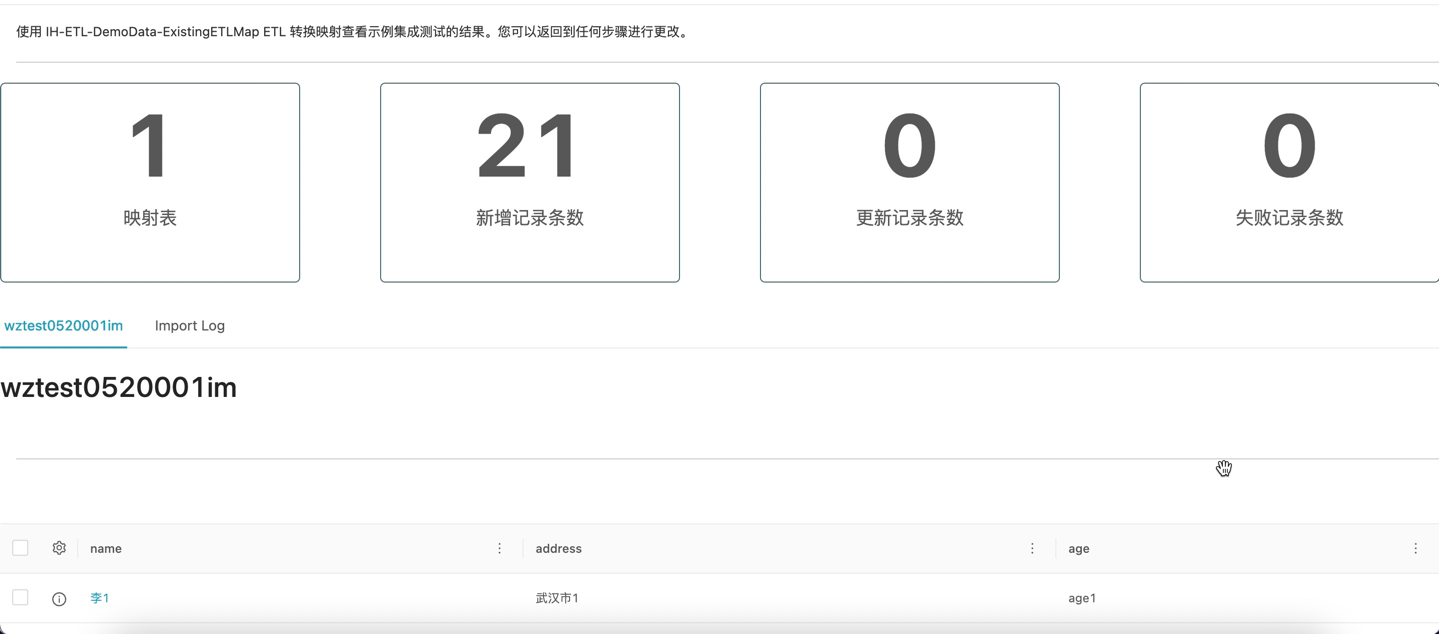 使用 IH-ETL-DemoData-ExistingETLMap ETL 转换映射查看示例集成测试的结果。您可以返回到任何步骤进行更改。
1 21 0 0
映射表 新增记录条数 更新记录条数 失败记录条数
wztest0520001im Import Log
wztest0520001im
name address age
李1 武汉市1 age1